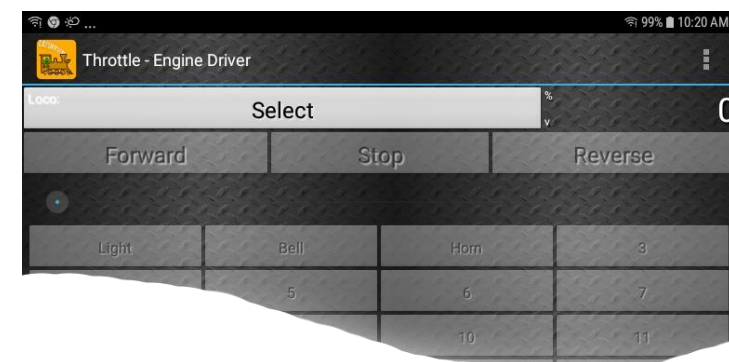 ... 99% 10:20 AM
Throttle - Engine Driver
Loco: Select % v 0
Forward Stop Reverse
Light Bell Horn 3
5 6 7
10 11